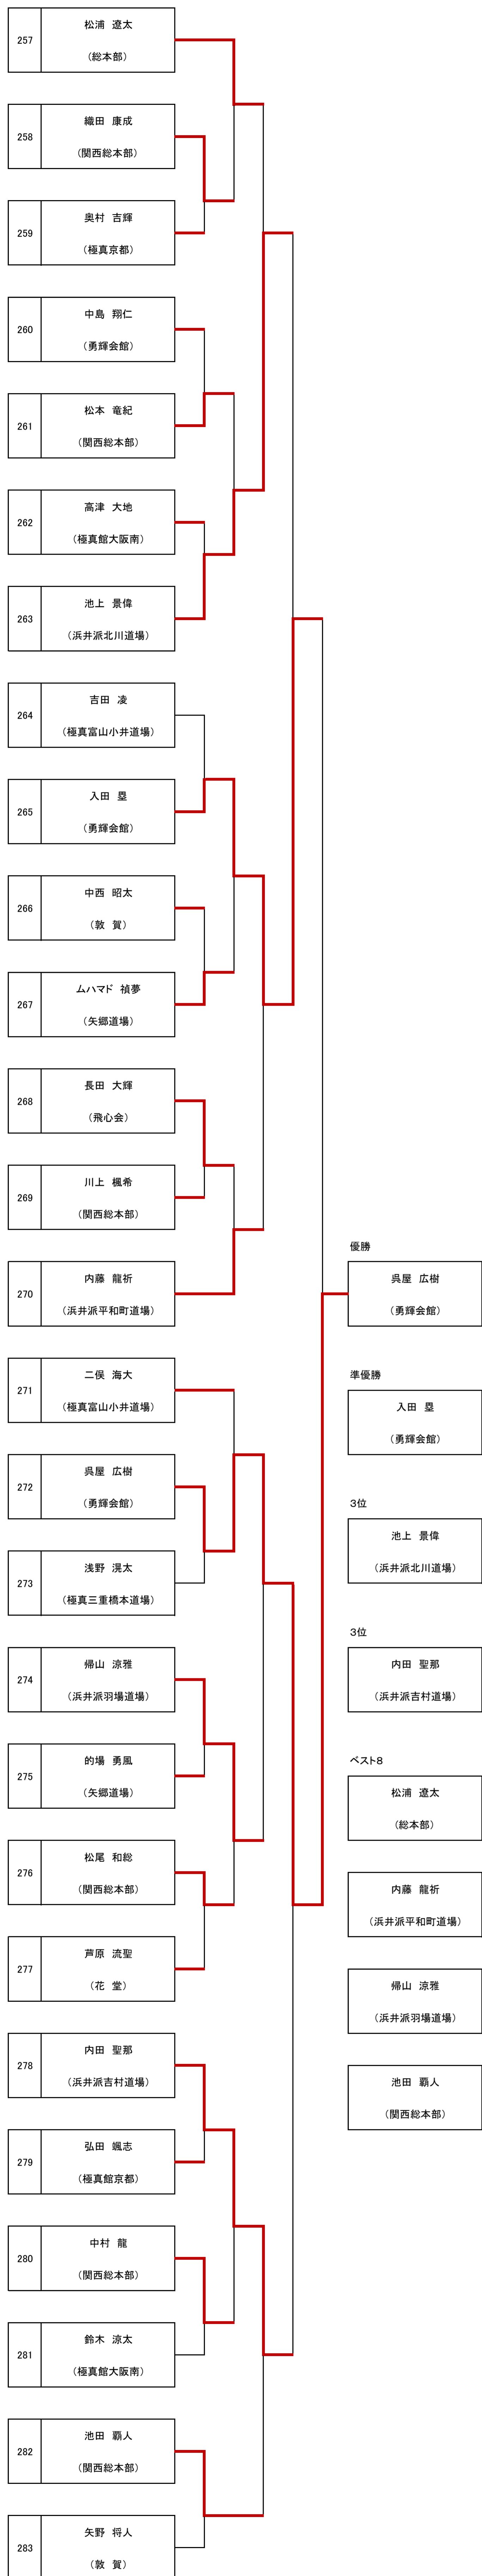 257
松浦 遼太
（総本部）
258
織田 康成
（関西総本部）
259
奥村 吉輝
（極真京都）
260
中島 翔仁
（勇輝会館）
261
松本 竜紀
（関西総本部）
262
高津 大地
（極真館大阪南）
263
池上 景偉
（浜井派北川道場）
264
吉田 凌
（極真富山小井道場）
265
入田 塁
（勇輝会館）
266
中西 昭太
（敦 賀）
267
ムハマド 禎夢
（矢郷道場）
268
長田 大輝
（飛心会）
269
川上 楓希
（関西総本部）
270
内藤 龍祈
（浜井派平和町道場）
271
二俣 海大
（極真富山小井道場）
272
呉屋 広樹
（勇輝会館）
273
浅野 滉太
（極真三重橋本道場）
274
帰山 涼雅
（浜井派羽場道場）
275
的場 勇風
（矢郷道場）
276
松尾 和総
（関西総本部）
277
芦原 流聖
（花 堂）
278
内田 聖那
（浜井派吉村道場）
279
弘田 颯志
（極真館京都）
280
中村 龍
（関西総本部）
281
鈴木 涼太
（極真館大阪南）
282
池田 覇人
（関西総本部）
283
矢野 将人
（敦 賀）
優勝
呉屋 広樹
（勇輝会館）
準優勝
入田 塁
（勇輝会館）
3位
池上 景偉
（浜井派北川道場）
3位
内田 聖那
（浜井派吉村道場）
ベスト8
松浦 遼太
（総本部）
内藤 龍祈
（浜井派平和町道場）
帰山 涼雅
（浜井派羽場道場）
池田 覇人
（関西総本部）